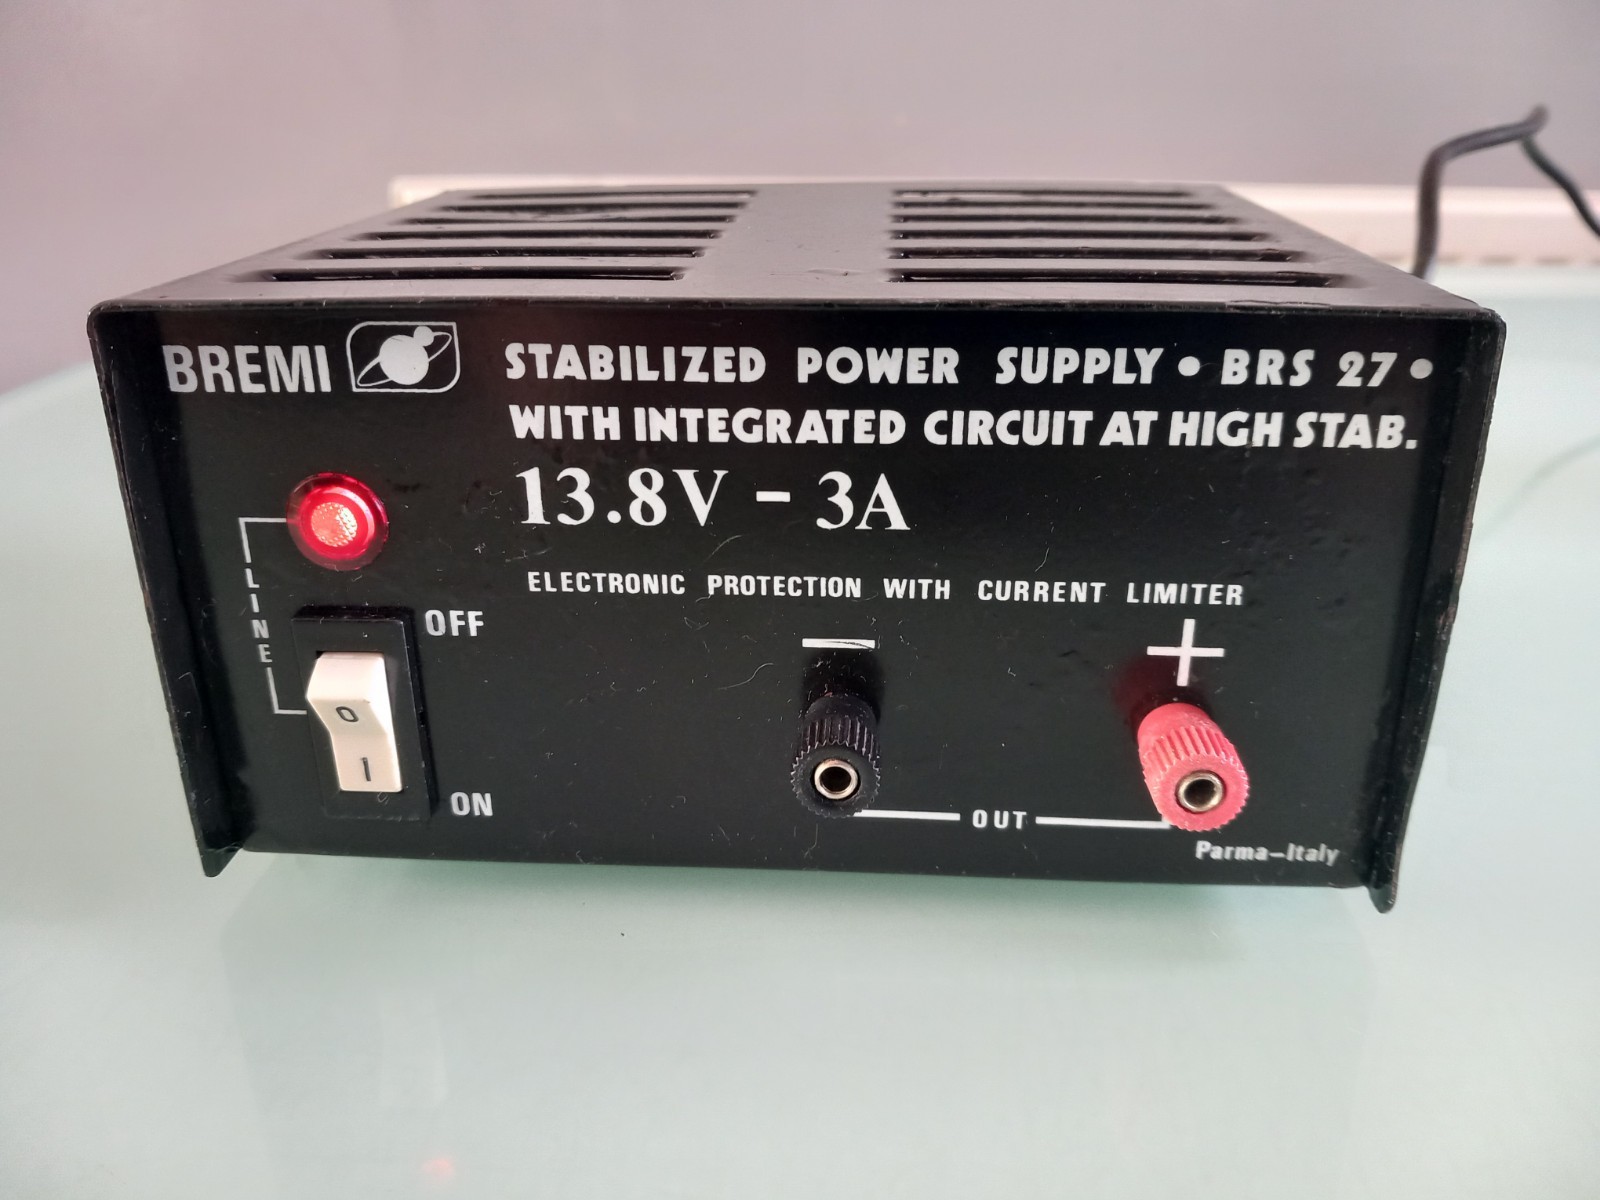 BREMI
STABILIZED POWER SUPPLY • BRS 27 •
WITH INTEGRATED CIRCUIT AT HIGH STAB.
13.8V - 3A
ELECTRONIC PROTECTION WITH CURRENT LIMITER
LINE
OFF
O
I
ON
−
+
OUT
Parma-Italy